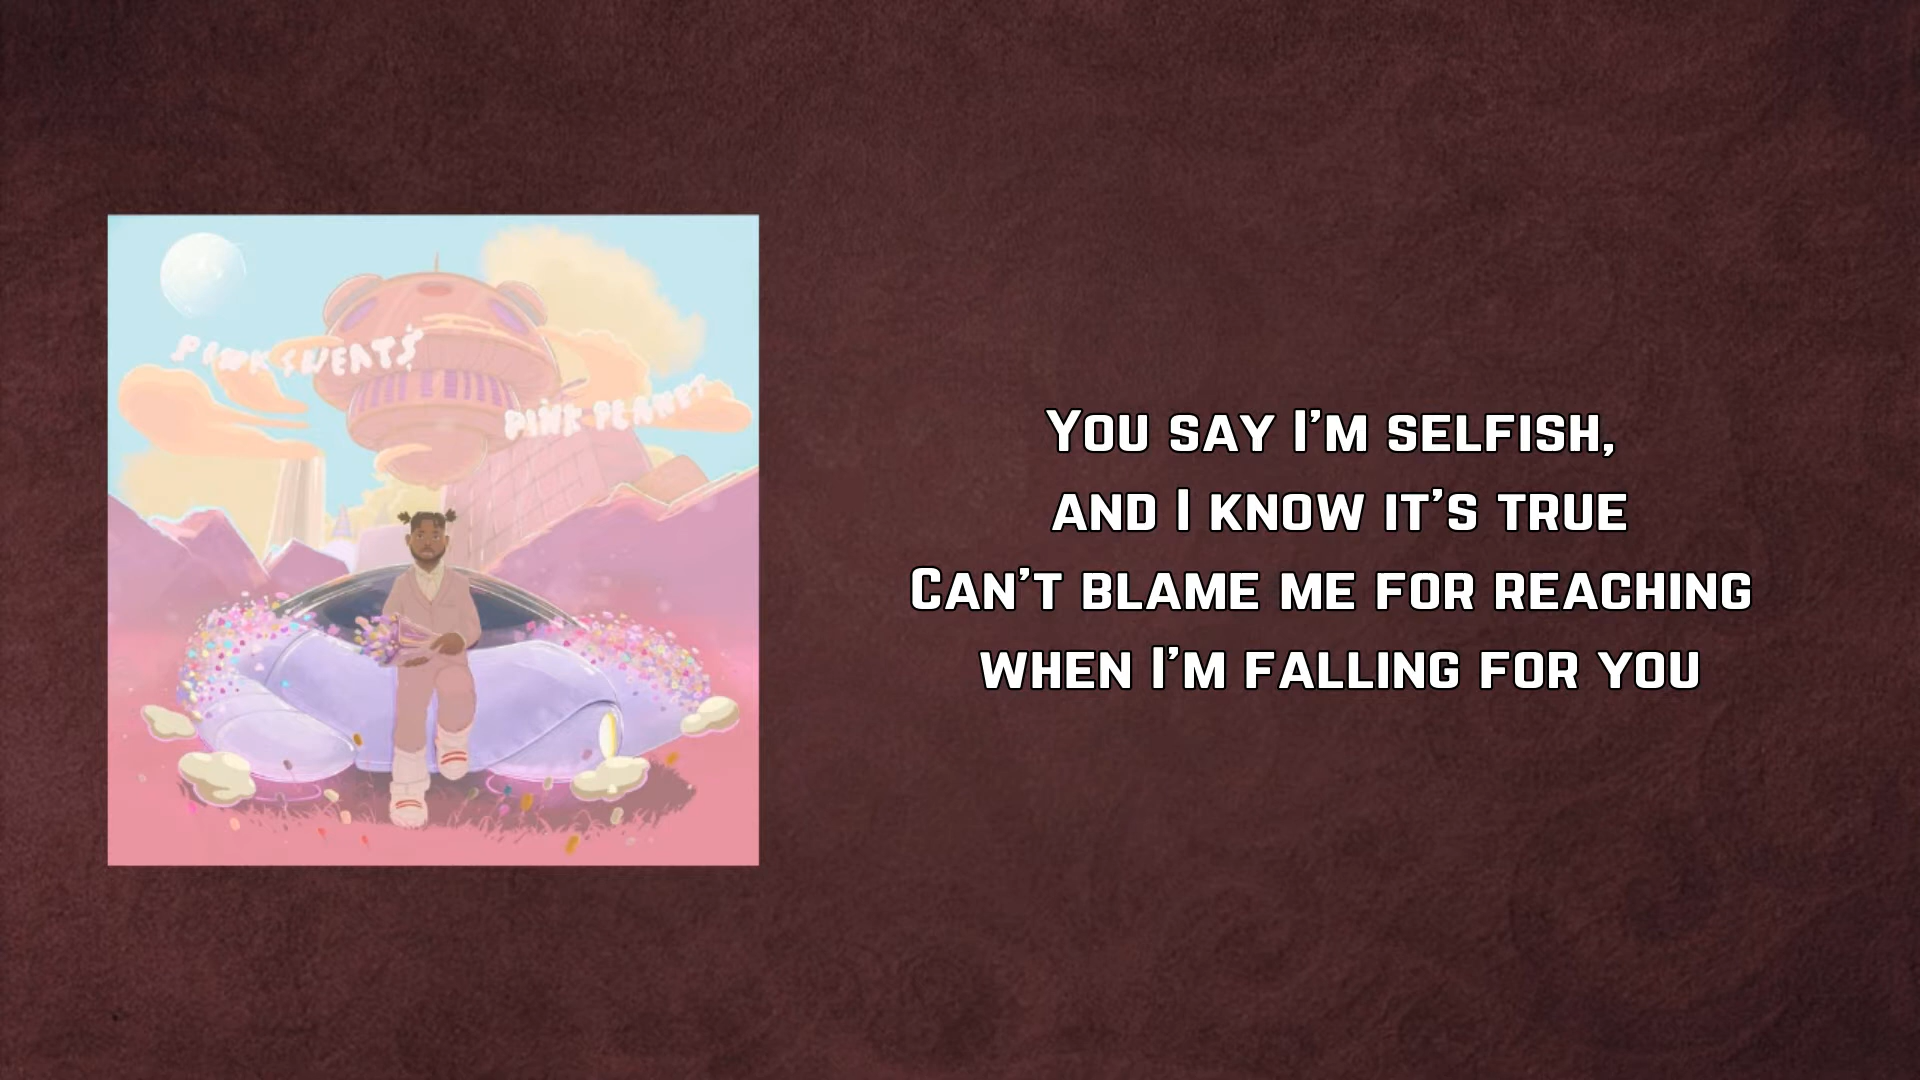 PINK SWEAT$
PINK PLANET
You say I'm selfish,
and I know it's true
Can't blame me for reaching
when I'm falling for you